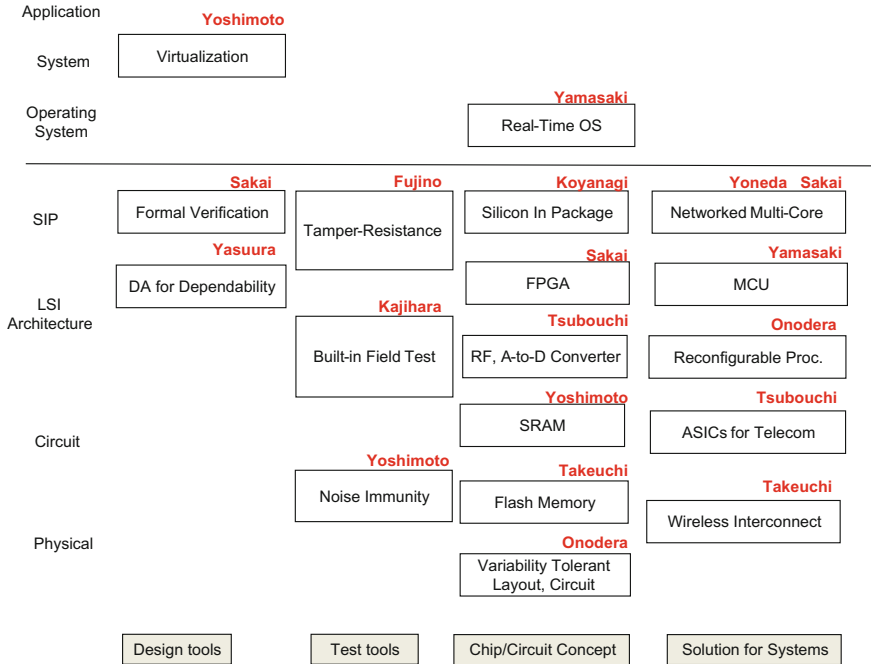 Application
Yoshimoto
System
Virtualization
Yamasaki
Operating
System
Real-Time OS
Sakai
Fujino
Koyanagi
Yoneda Sakai
SIP
Formal Verification
Tamper-Resistance
Silicon In Package
Networked Multi-Core
Yasuura
Sakai
Yamasaki
DA for Dependability
FPGA
MCU
LSI
Architecture
Kajihara
Tsubouchi
Onodera
Built-in Field Test
RF, A-to-D Converter
Reconfigurable Proc.
Yoshimoto
Tsubouchi
SRAM
ASICs for Telecom
Circuit
Yoshimoto
Takeuchi
Takeuchi
Noise Immunity
Flash Memory
Wireless Interconnect
Physical
Onodera
Variability Tolerant
Layout, Circuit
Design tools
Test tools
Chip/Circuit Concept
Solution for Systems